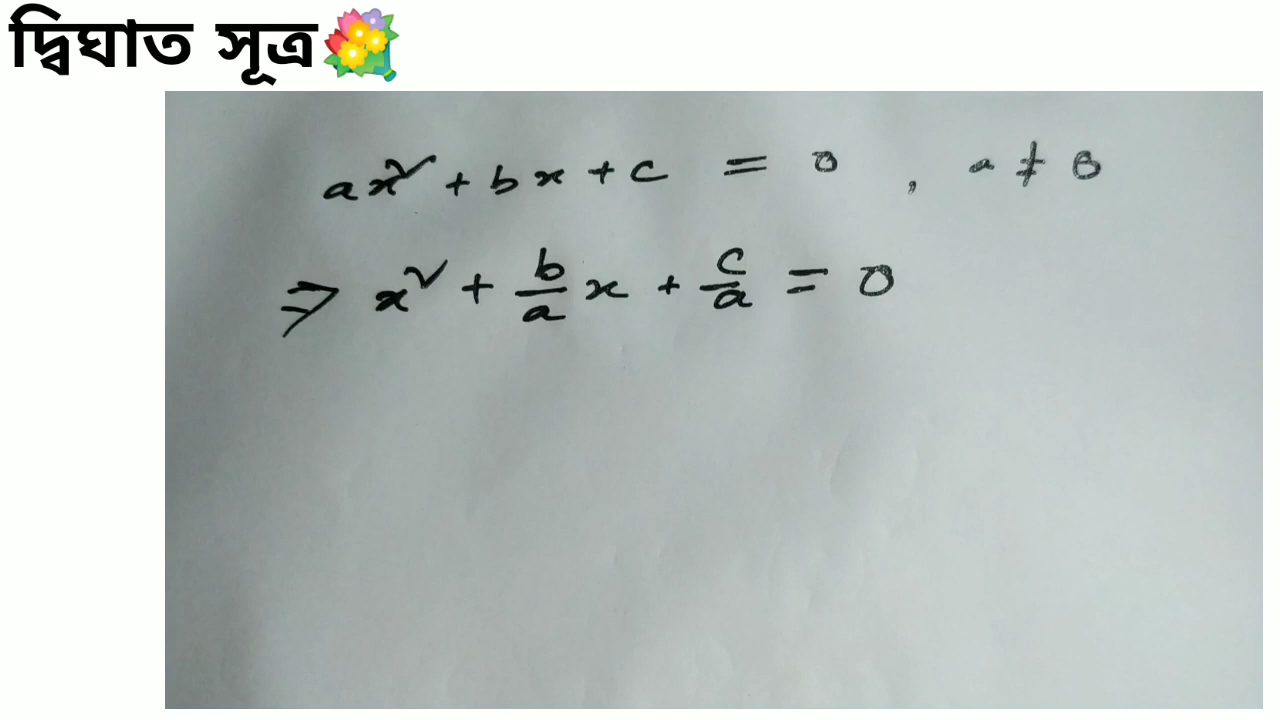 দ্বিঘাত সূত্র💐
ax² + bx + c = 0 , a ≠ 0
⇒ x² + b/a x + c/a = 0